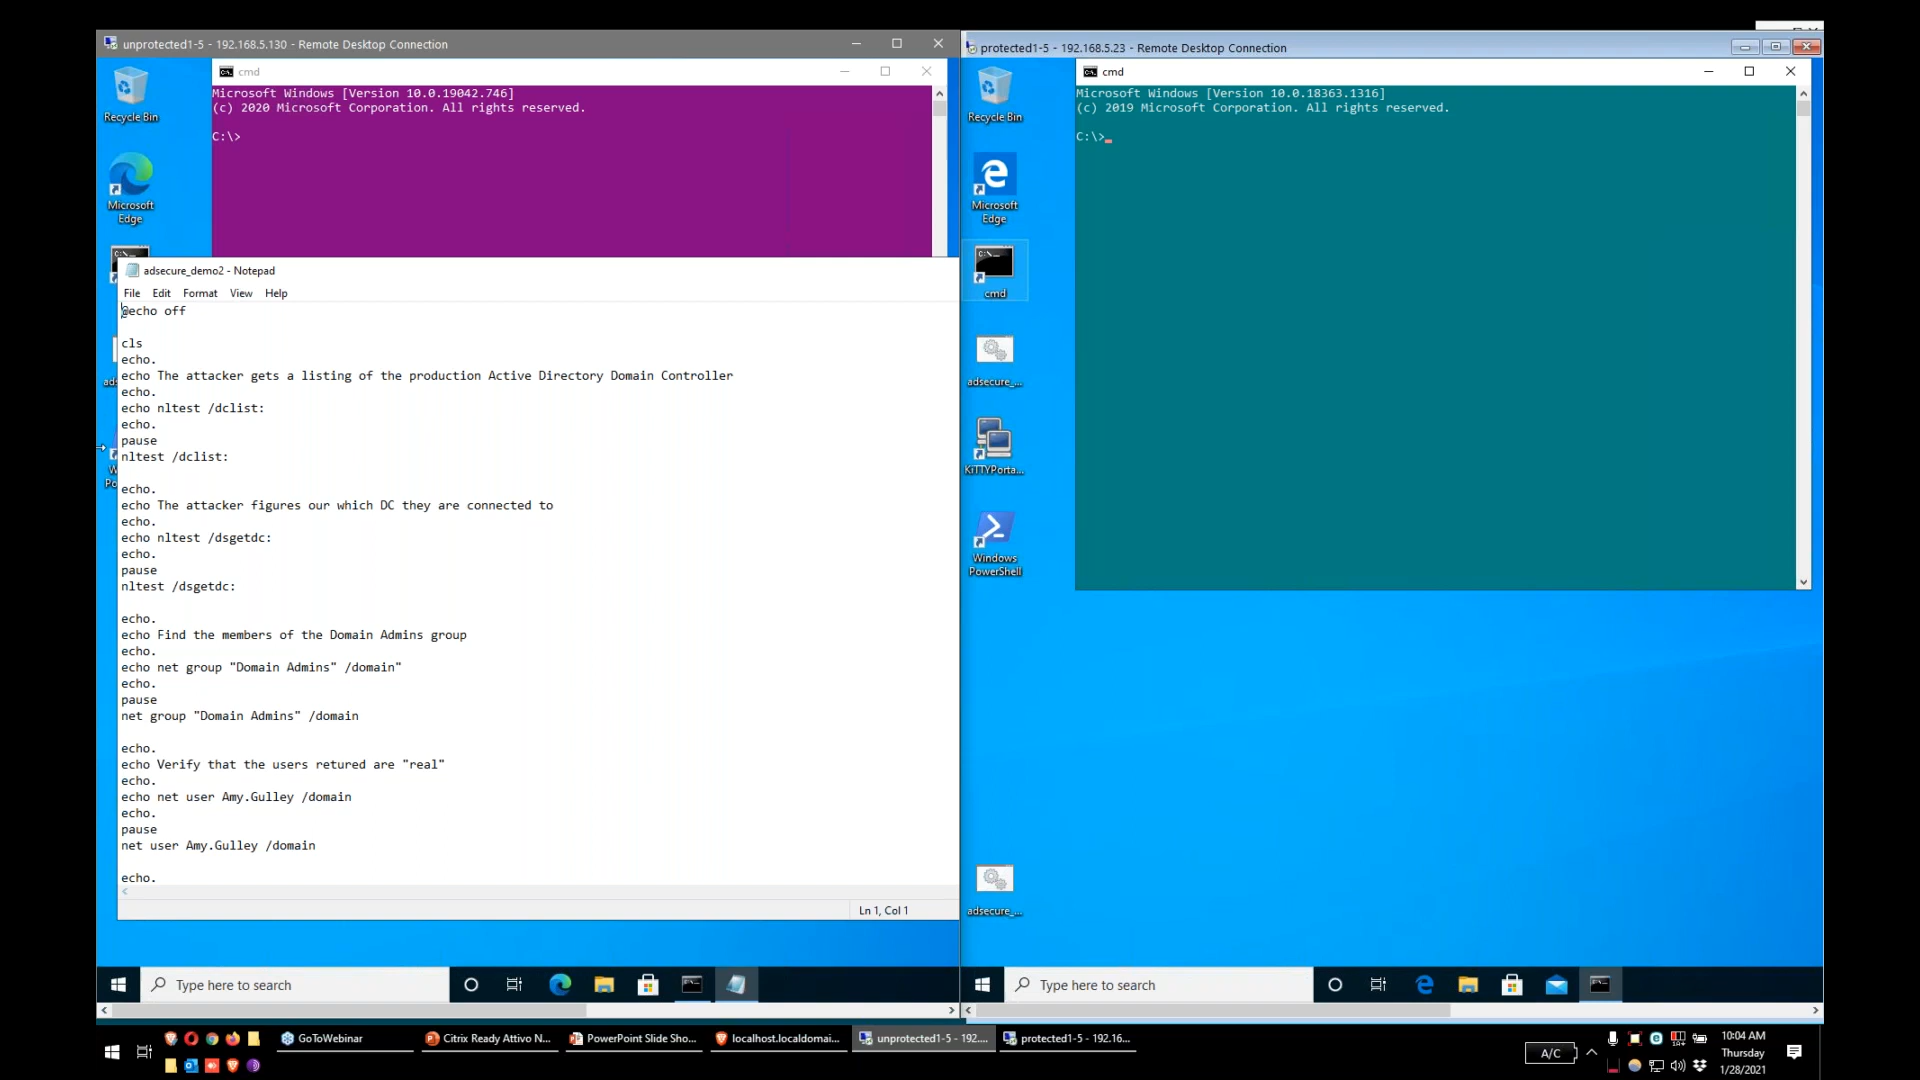 unprotected1-5 - 192.168.5.130 - Remote Desktop Connection
cmd
Microsoft Windows [Version 10.0.19042.746]
(c) 2020 Microsoft Corporation. All rights reserved.
C:\>
Recycle Bin
Microsoft
Edge
adsecure_demo2 - Notepad
File Edit Format View Help
@echo off
cls
echo.
echo The attacker gets a listing of the production Active Directory Domain Controller
echo.
echo nltest /dclist:
echo.
pause
nltest /dclist:
echo.
echo The attacker figures our which DC they are connected to
echo.
echo nltest /dsgetdc:
echo.
pause
nltest /dsgetdc:
echo.
echo Find the members of the Domain Admins group
echo.
echo net group "Domain Admins" /domain"
echo.
pause
net group "Domain Admins" /domain
echo.
echo Verify that the users retured are "real"
echo.
echo net user Amy.Gulley /domain
echo.
pause
net user Amy.Gulley /domain
echo.
Ln 1, Col 1
Type here to search
protected1-5 - 192.168.5.23 - Remote Desktop Connection
cmd
Microsoft Windows [Version 10.0.18363.1316]
(c) 2019 Microsoft Corporation. All rights reserved.
C:\>
Recycle Bin
Microsoft
Edge
cmd
adsecure_...
KiTTYPorta...
Windows
PowerShell
adsecure_...
Type here to search
GoToWebinar
Citrix Ready Attivo N...
PowerPoint Slide Sho...
localhost.localdomai...
unprotected1-5 - 192....
protected1-5 - 192.16...
A/C
10:04 AM
Thursday
1/28/2021